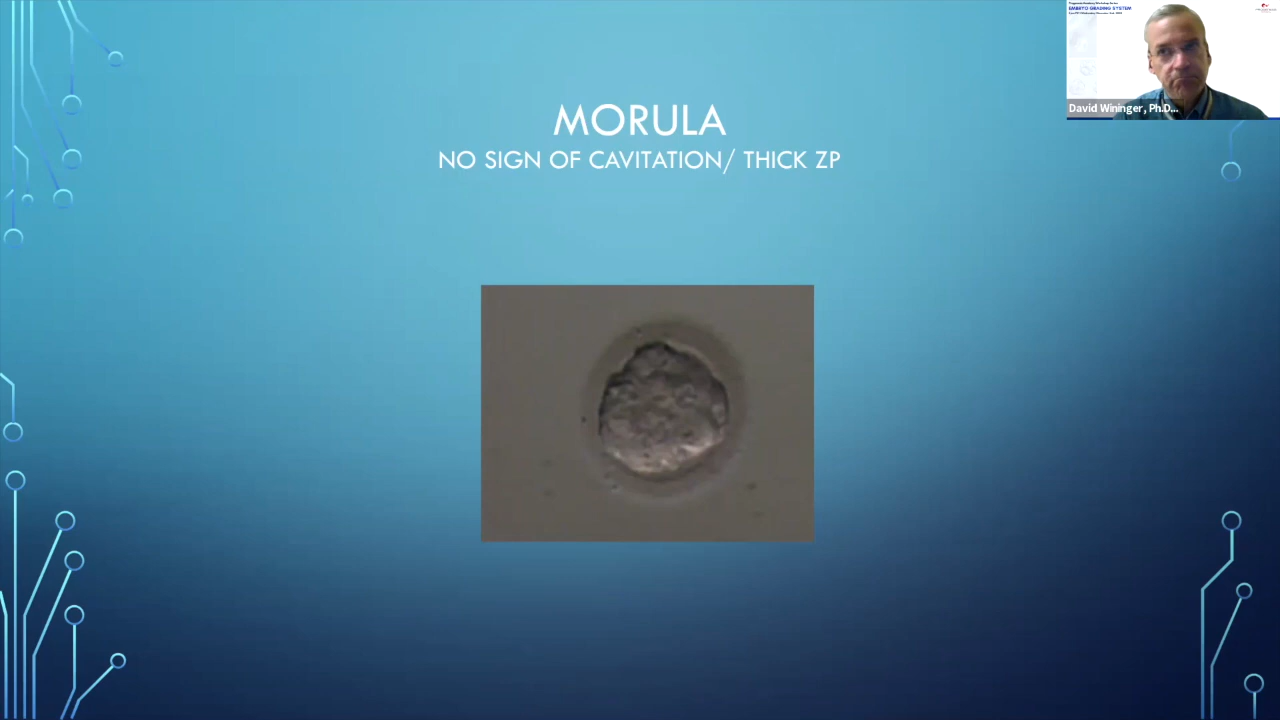 MORULA
NO SIGN OF CAVITATION/ THICK ZP
EMBRYO GRADING SYSTEM
David Wininger, Ph.D...